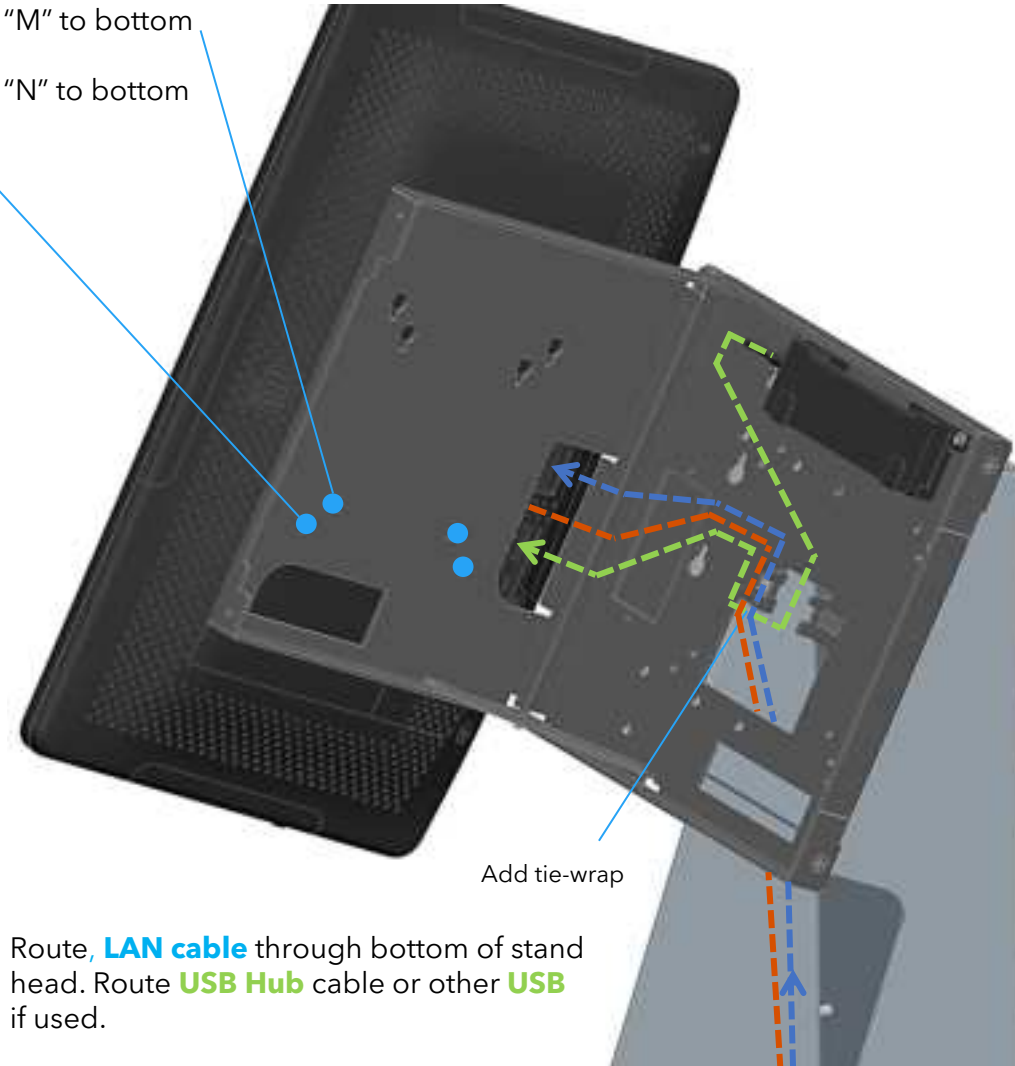 “M” to bottom
“N” to bottom
Add tie-wrap
Route, LAN cable through bottom of stand
head. Route USB Hub cable or other USB
if used.